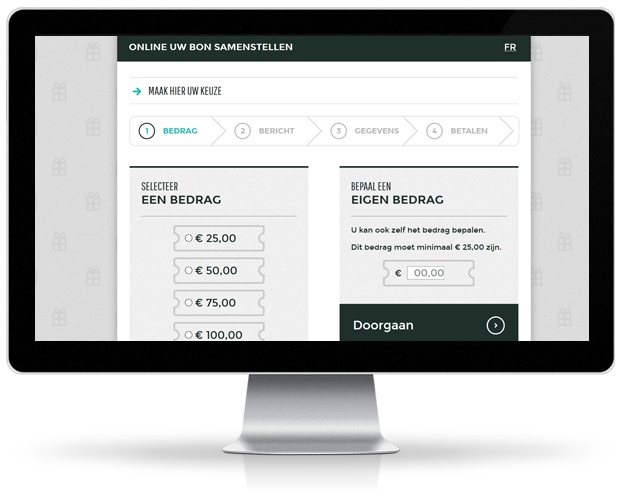 ONLINE UW BON SAMENSTELLEN
FR
MAAK HIER UW KEUZE
1 BEDRAG
2 BERICHT
3 GEGEVENS
4 BETALEN
SELECTEER
EEN BEDRAG
€ 25,00
€ 50,00
€ 75,00
€ 100,00
BEPAAL EEN
EIGEN BEDRAG
U kan ook zelf het bedrag bepalen.
Dit bedrag moet minimaal € 25,00 zijn.
€ 00,00
Doorgaan